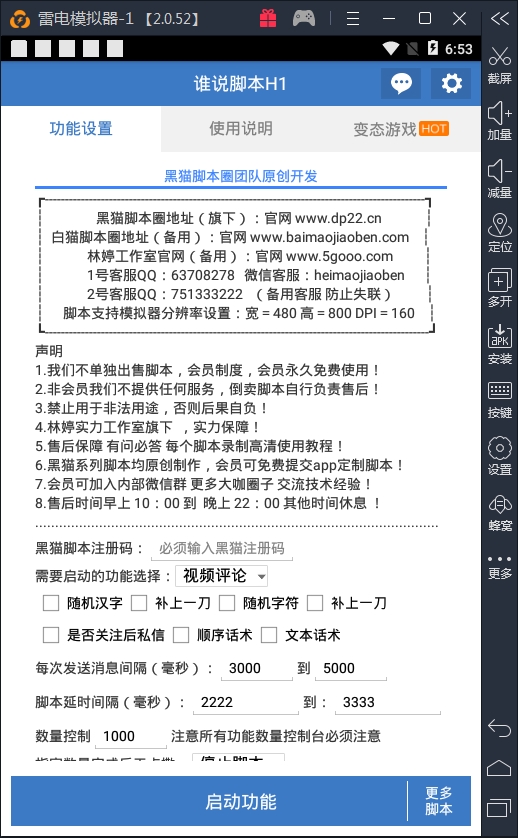 雷电模拟器-1 【2.0.52】
6:53
谁说脚本H1
功能设置
使用说明
变态游戏 HOT
黑猫脚本圈团队原创开发
黑猫脚本圈地址（旗下）：官网 www.dp22.cn
白猫脚本圈地址（备用）：官网 www.baimaojiaoben.com
林婷工作室官网（备用）：官网 www.5gooo.com
1号客服QQ：63708278 微信客服：heimaojiaoben
2号客服QQ：751333222 （备用客服 防止失联）
脚本支持模拟器分辨率设置：宽＝480 高＝800 DPI＝160
声明
1.我们不单独出售脚本，会员制度，会员永久免费使用！
2.非会员我们不提供任何服务，倒卖脚本自行负责售后！
3.禁止用于非法用途，否则后果自负！
4.林婷实力工作室旗下 ，实力保障！
5.售后保障 有问必答 每个脚本录制高清使用教程！
6.黑猫系列脚本均原创制作，会员可免费提交app定制脚本！
7.会员可加入内部微信群 更多大咖圈子 交流技术经验！
8.售后时间早上 10：00 到 晚上 22：00 其他时间休息 ！
黑猫脚本注册码： 必须输入黑猫注册码
需要启动的功能选择： 视频评论
随机汉字 补上一刀 随机字符 补上一刀
是否关注后私信 顺序话术 文本话术
每次发送消息间隔（毫秒）： 3000 到 5000
脚本延时间隔（毫秒）： 2222 到： 3333
数量控制 1000 注意所有功能数量控制台必须注意
启动功能
更多
脚本
截屏
加量
减量
定位
多开
APK
安装
按键
设置
蜂窝
更多